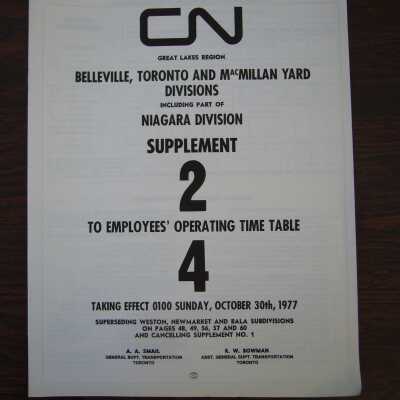 CN
GREAT LAKES REGION
BELLEVILLE, TORONTO AND MACMILLAN YARD
DIVISIONS
INCLUDING PART OF
NIAGARA DIVISION
SUPPLEMENT
2
TO EMPLOYEES' OPERATING TIME TABLE
4
TAKING EFFECT 0100 SUNDAY, OCTOBER 30th, 1977
SUPERSEDING WESTON, NEWMARKET AND BALA SUBDIVISIONS
ON PAGES 48, 49, 56, 57 AND 60
AND CANCELLING SUPPLEMENT NO. 1
A. A. SMAIL R. W. BOWMAN
GENERAL SUPT. TRANSPORTATION ASST. GENERAL SUPT. TRANSPORTATION
TORONTO TORONTO